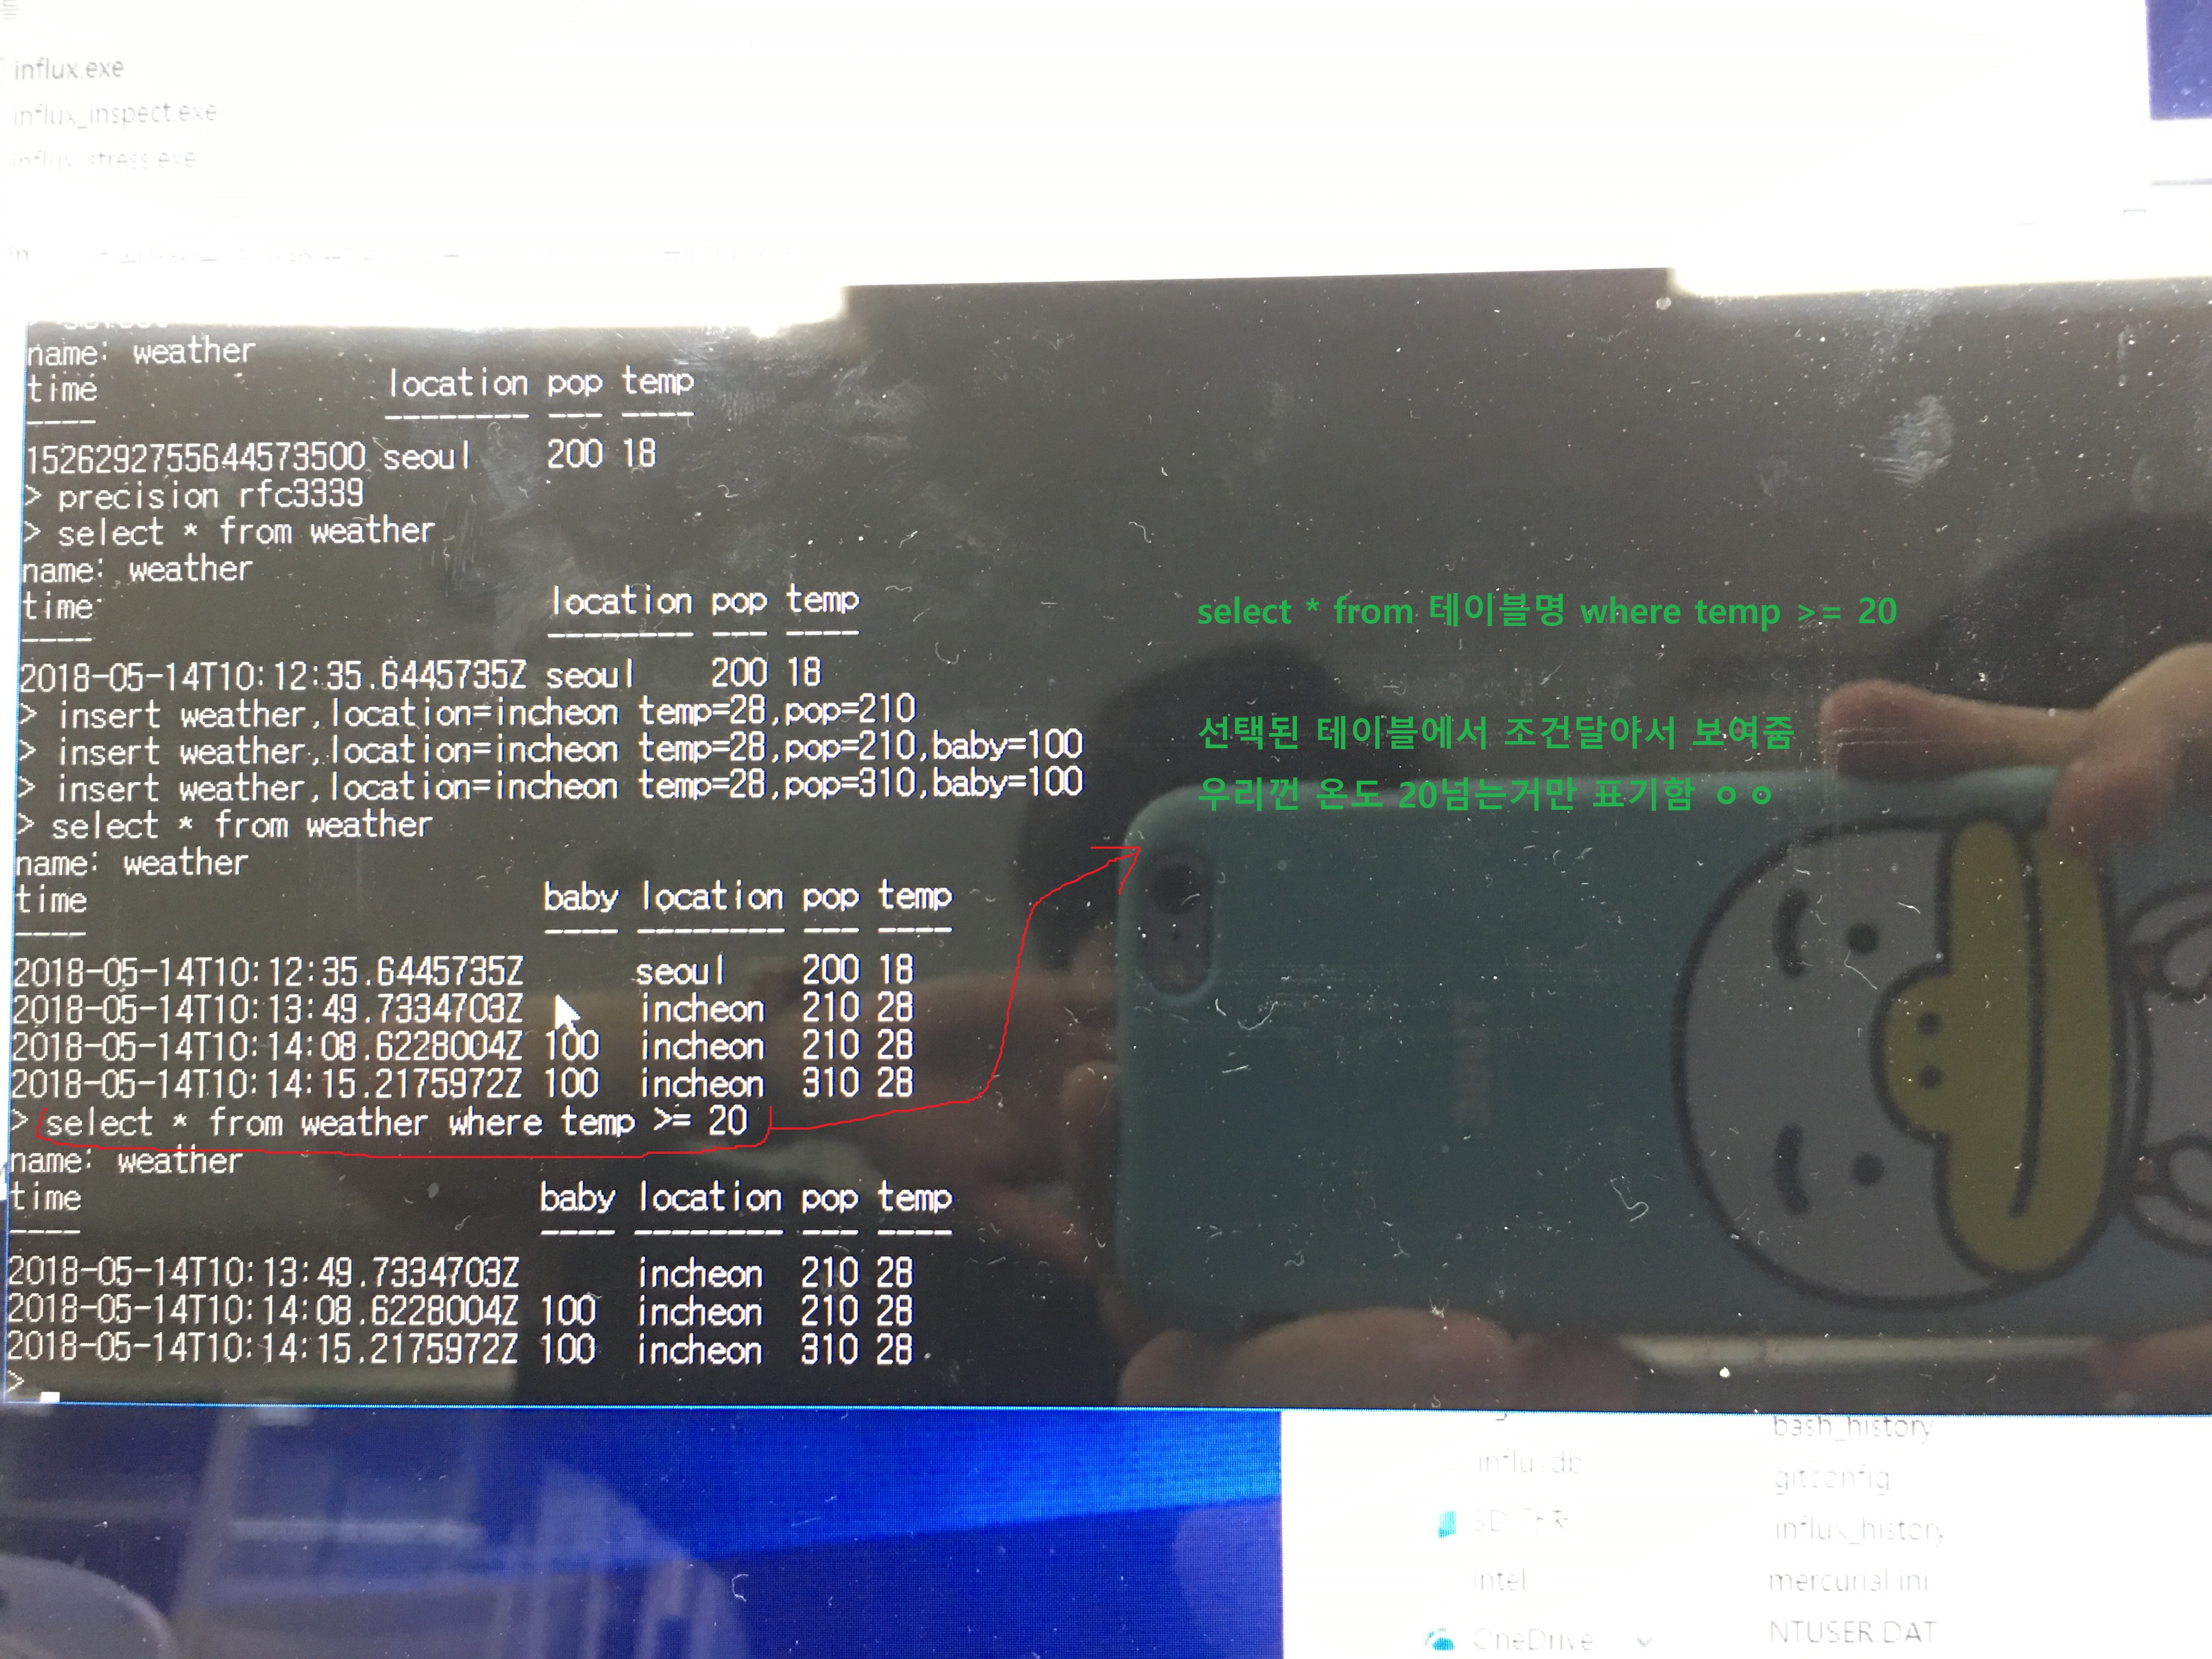 influx.exe
influx_inspect.exe
influx_stress.exe
name: weather
time location pop temp
---- -------- --- ----
1526292755644573500 seoul 200 18
> precision rfc3339
> select * from weather
name: weather
time location pop temp
---- -------- --- ----
2018-05-14T10:12:35.6445735Z seoul 200 18
> insert weather,location=incheon temp=28,pop=210
> insert weather,location=incheon temp=28,pop=210,baby=100
> insert weather,location=incheon temp=28,pop=310,baby=100
> select * from weather
name: weather
time baby location pop temp
---- ---- -------- --- ----
2018-05-14T10:12:35.6445735Z seoul 200 18
2018-05-14T10:13:49.7334703Z incheon 210 28
2018-05-14T10:14:08.6228004Z 100 incheon 210 28
2018-05-14T10:14:15.2175972Z 100 incheon 310 28
> select * from weather where temp >= 20
name: weather
time baby location pop temp
---- ---- -------- --- ----
2018-05-14T10:13:49.7334703Z incheon 210 28
2018-05-14T10:14:08.6228004Z 100 incheon 210 28
2018-05-14T10:14:15.2175972Z 100 incheon 310 28
>
select * from 테이블명 where temp >= 20
선택된 테이블에서 조건달아서 보여줌
우리껀 온도 20넘는거만 표기함 ㅇㅇ
influxdb
3D
intel
OneDrive
bash_history
gitconfig
influx_history
mercurial.ini
NTUSER.DAT